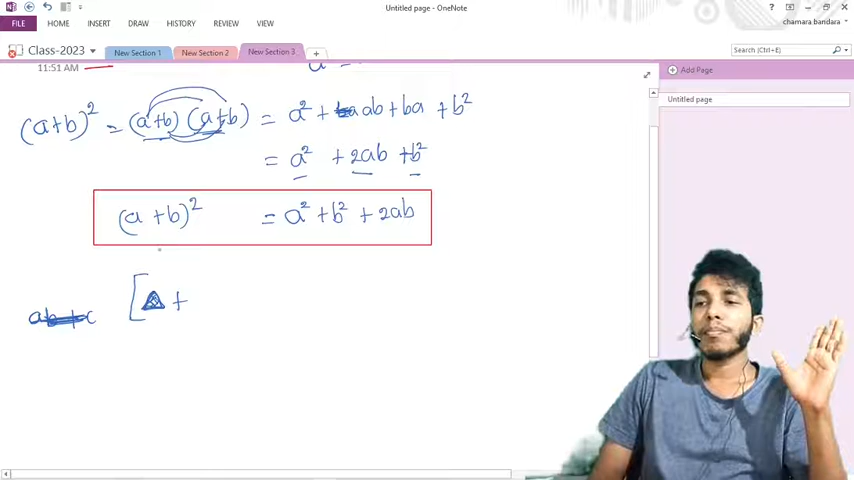 Untitled page - OneNote
FILE HOME INSERT DRAW HISTORY REVIEW VIEW
chamara bandara
Class-2023 New Section 1 New Section 2 New Section 3 +
Search (Ctrl+E)
11:51 AM
Add Page
Untitled page
(a+b)² = (a+b) (a+b) = a² + ab + ba + b²
= a² + 2ab + b²
(a + b)² = a² + b² + 2ab
[ +